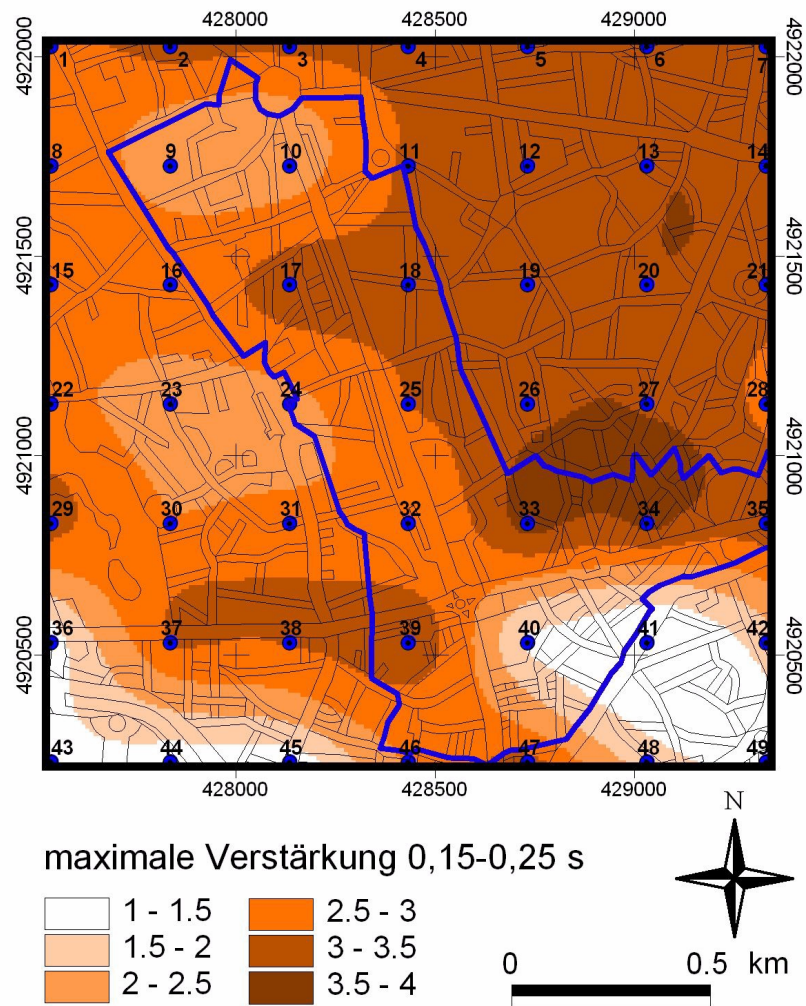 428000 428500 429000
4922000 4922000
1 2 3 4 5 6 7
8 9 10 11 12 13 14
4921500 4921500
15 16 17 18 19 20 21
22 23 24 25 26 27 28
4921000 4921000
29 30 31 32 33 34 35
36 37 38 39 40 41 42
4920500 4920500
43 44 45 46 47 48 49
428000 428500 429000
N
maximale Verstärkung 0,15-0,25 s
1 - 1.5 2.5 - 3
1.5 - 2 3 - 3.5
2 - 2.5 3.5 - 4
0 0.5 km